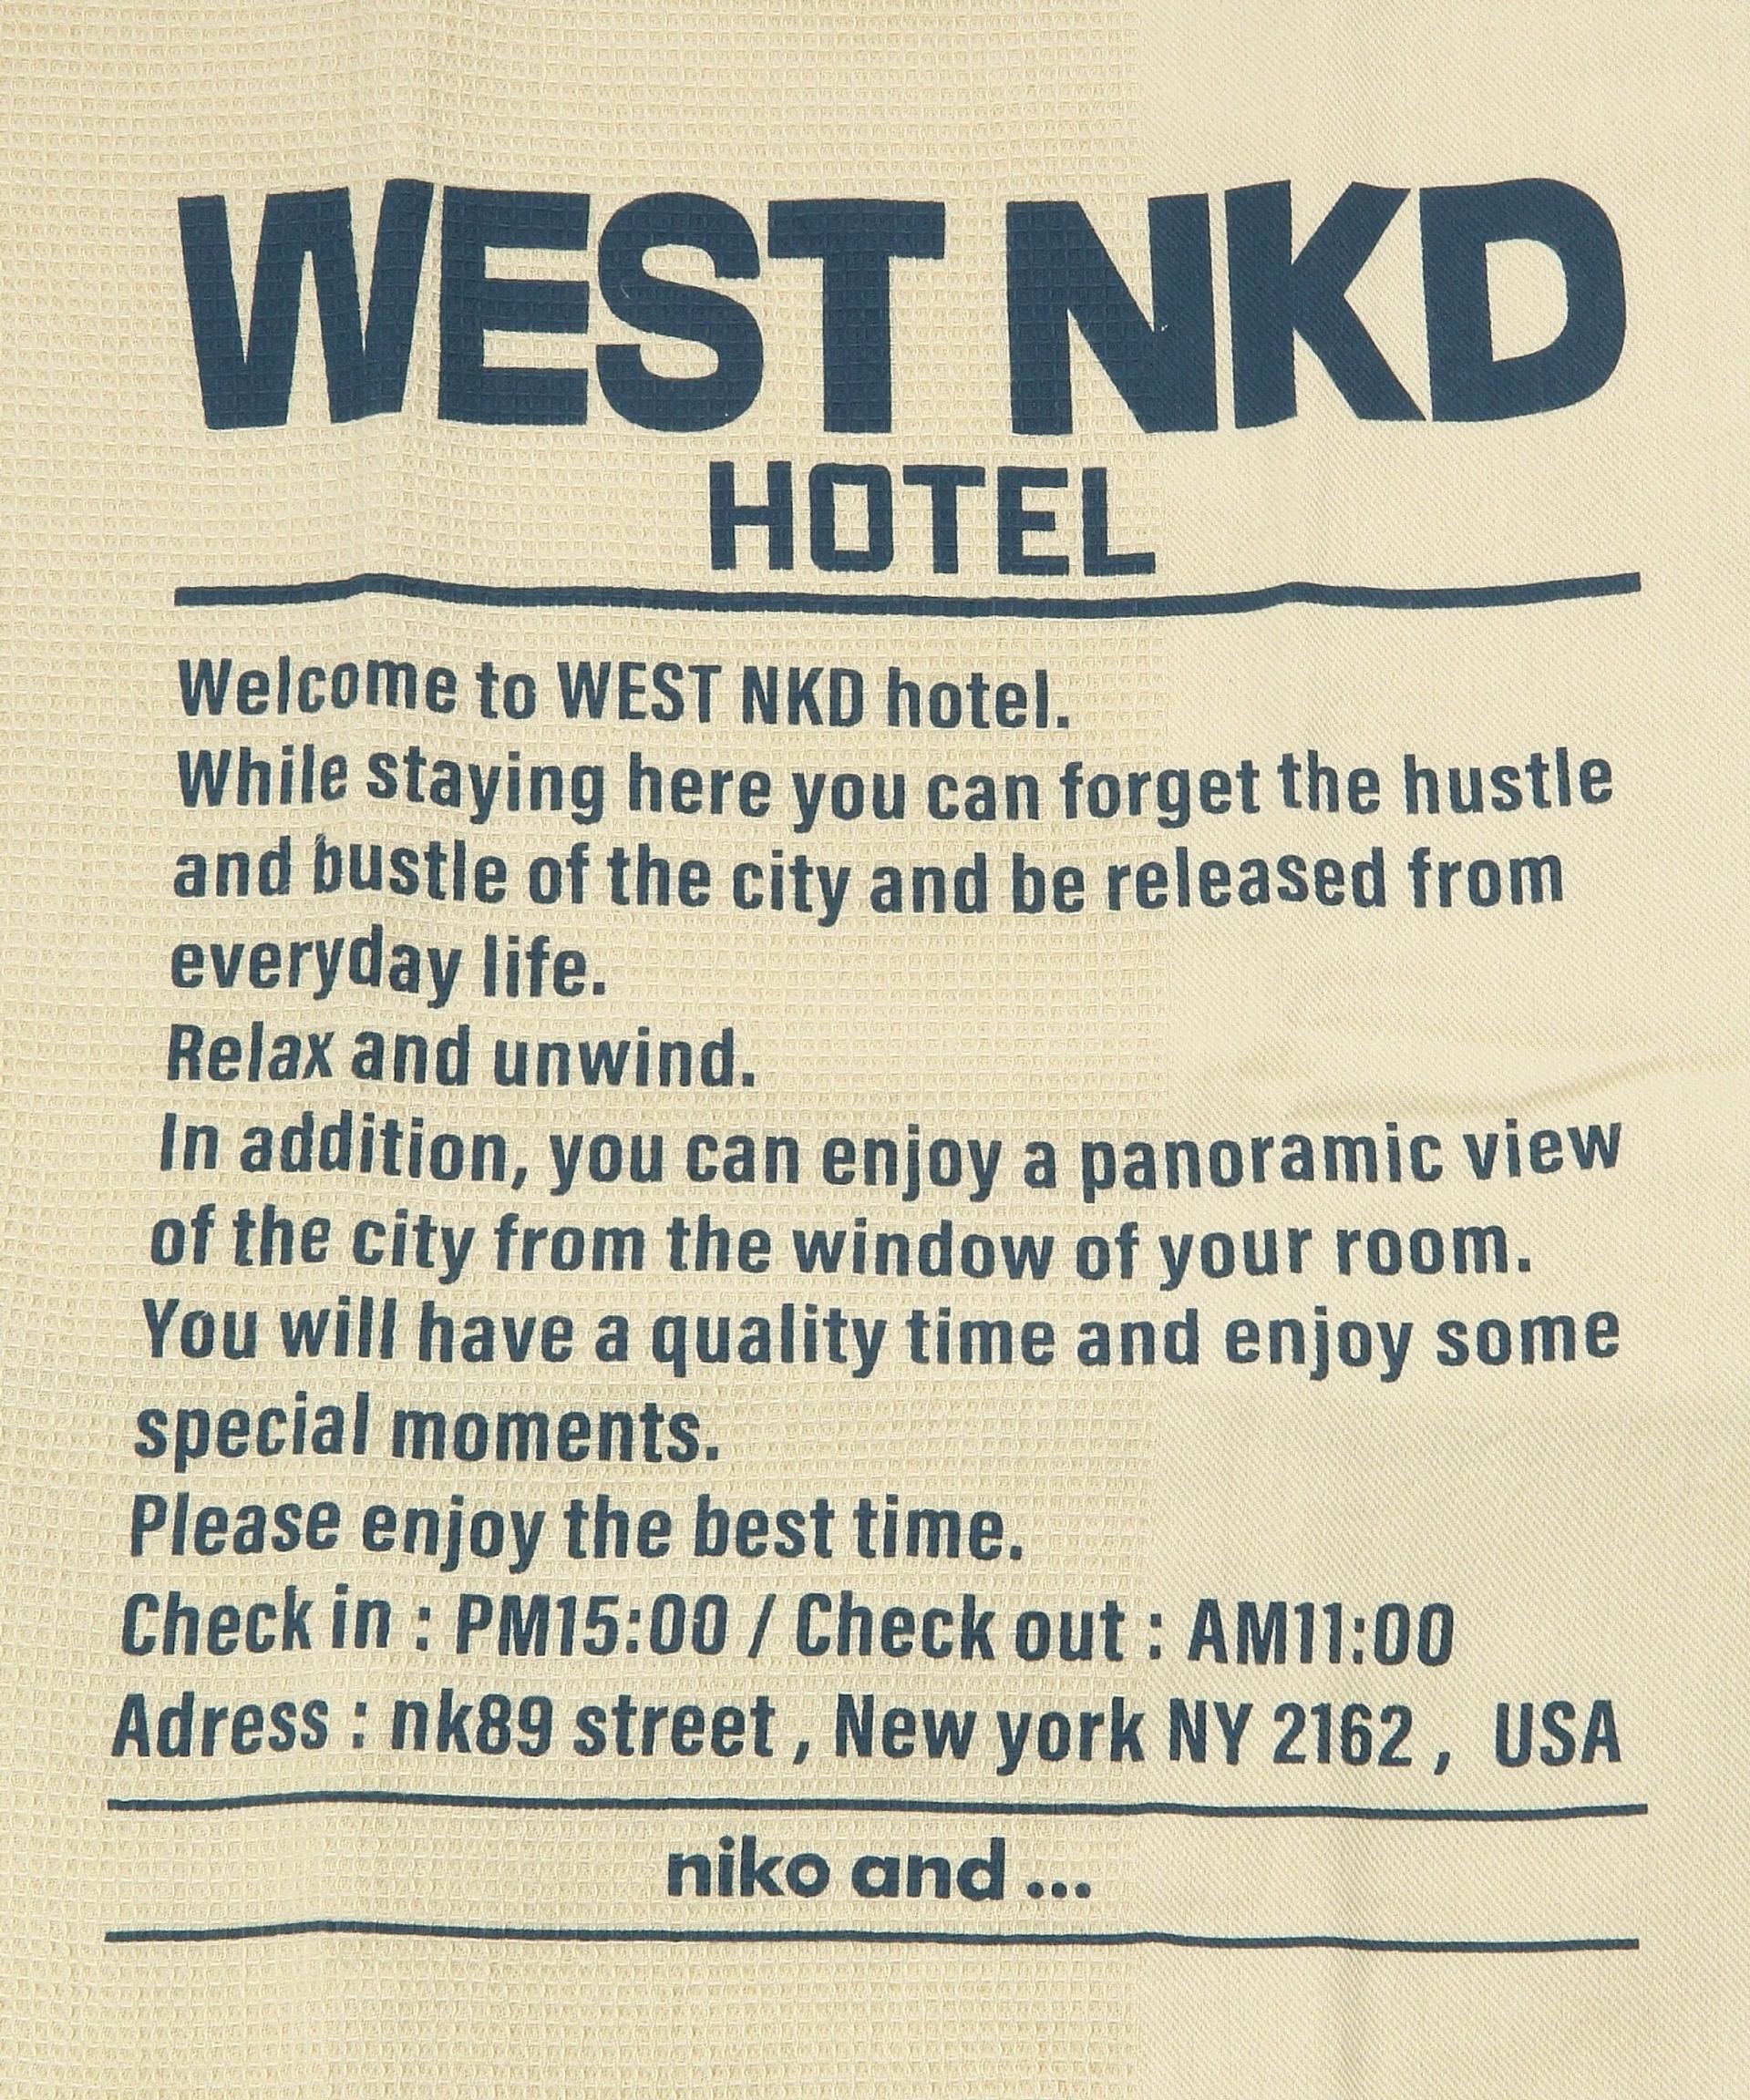 WEST NKD
HOTEL
Welcome to WEST NKD hotel.
While staying here you can forget the hustle
and bustle of the city and be released from
everyday life.
Relax and unwind.
In addition, you can enjoy a panoramic view
of the city from the window of your room.
You will have a quality time and enjoy some
special moments.
Please enjoy the best time.
Check in : PM15:00 / Check out : AM11:00
Adress : nk89 street , New york NY 2162 , USA
niko and ...